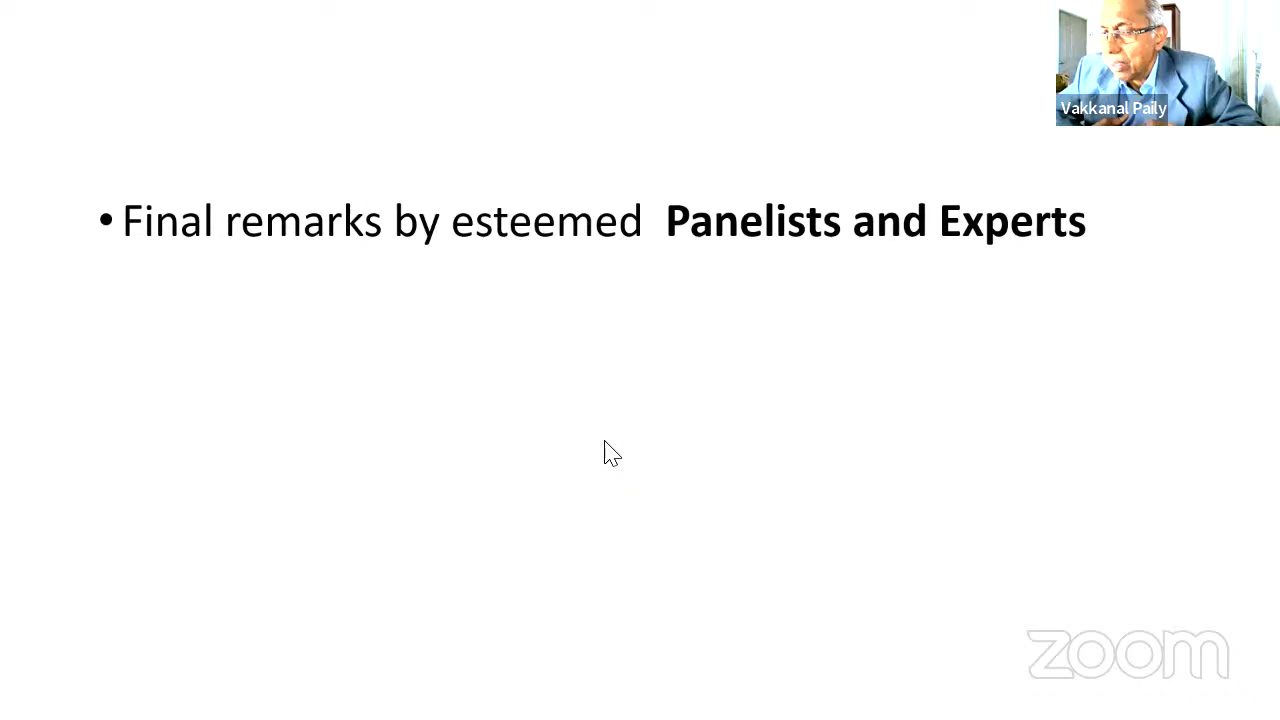 Vakkanal Paily
• Final remarks by esteemed  Panelists and Experts
zoom